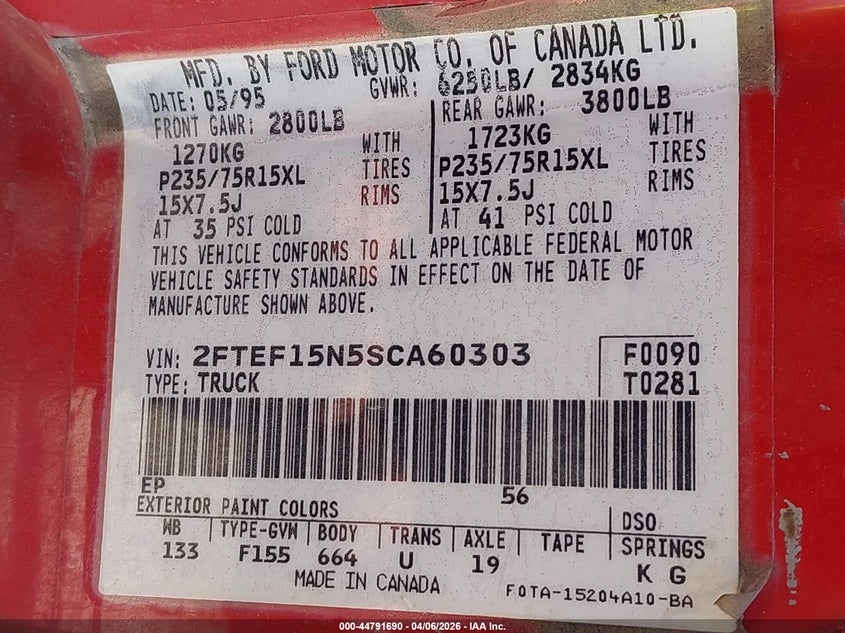 MFD. BY FORD MOTOR CO. OF CANADA LTD.
DATE: 05/95 GVWR: 6250LB/ 2834KG
FRONT GAWR: 2800LB REAR GAWR: 3800LB
1270KG WITH 1723KG WITH
P235/75R15XL TIRES P235/75R15XL TIRES
15X7.5J RIMS 15X7.5J RIMS
AT 35 PSI COLD AT 41 PSI COLD
THIS VEHICLE CONFORMS TO ALL APPLICABLE FEDERAL MOTOR
VEHICLE SAFETY STANDARDS IN EFFECT ON THE DATE OF
MANUFACTURE SHOWN ABOVE.
VIN: 2FTEF15N5SCA60303 F0090
TYPE: TRUCK T0281
EP 56
EXTERIOR PAINT COLORS DSO
WB TYPE-GVW BODY TRANS AXLE TAPE SPRINGS
133 F155 664 U 19 K G
MADE IN CANADA F0TA-15204A10-BA
000-44791690 - 04/06/2026 - IAA Inc.